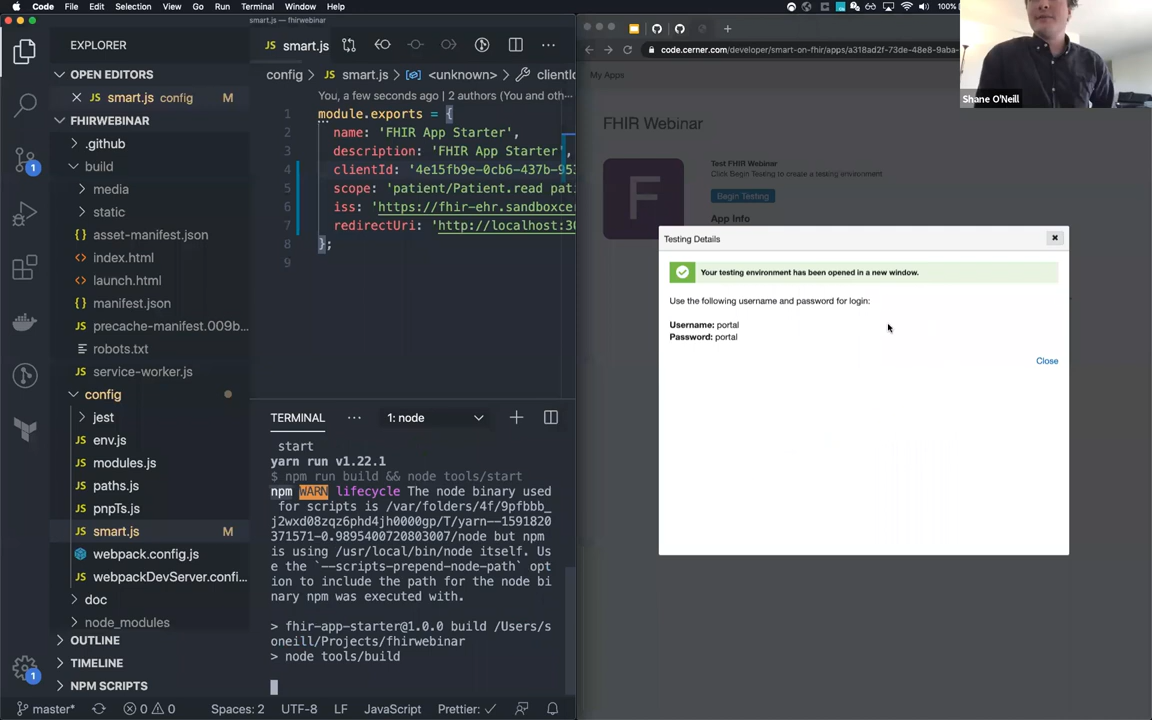 Code File Edit Selection View Go Run Terminal Window Help
100%
smart.js — fhirwebinar
EXPLORER
OPEN EDITORS
smart.js config M
FHIRWEBINAR
.github
build
media
static
asset-manifest.json
index.html
launch.html
manifest.json
precache-manifest.009b...
robots.txt
service-worker.js
config
jest
env.js
modules.js
paths.js
pnpTs.js
smart.js M
webpack.config.js
webpackDevServer.confi...
doc
node_modules
OUTLINE
TIMELINE
NPM SCRIPTS
1
1
smart.js
config > smart.js > <unknown> > clientI
You, a few seconds ago | 2 authors (You and oth...
1 module.exports = {
2 name: 'FHIR App Starter',
3 description: 'FHIR App Starter',
4 clientId: '4e15fb9e-0cb6-437b-953
5 scope: 'patient/Patient.read pati
6 iss: 'https://fhir-ehr.sandboxcer
7 redirectUri: 'http://localhost:30
8 };
9
TERMINAL ... 1: node
start
yarn run v1.22.1
$ npm run build && node tools/start
npm WARN lifecycle The node binary used
for scripts is /var/folders/4f/9pfbbb_
j2wxd08zqz6phd4jh0000gp/T/yarn--1591820
371571-0.9895400720803007/node but npm
is using /usr/local/bin/node itself. Us
e the `--scripts-prepend-node-path` opt
ion to include the path for the node bi
nary npm was executed with.
> fhir-app-starter@1.0.0 build /Users/s
oneill/Projects/fhirwebinar
> node tools/build
master* 0 0 Spaces: 2 UTF-8 LF JavaScript Prettier: ✓
code.cerner.com/developer/smart-on-fhir/apps/a318ad2f-73de-48e8-9aba-
My Apps
FHIR Webinar
F
Test FHIR Webinar
Click Begin Testing to create a testing environment.
Begin Testing
App Info
Testing Details
Your testing environment has been opened in a new window.
Use the following username and password for login:
Username: portal
Password: portal
Close
Shane O'Neill